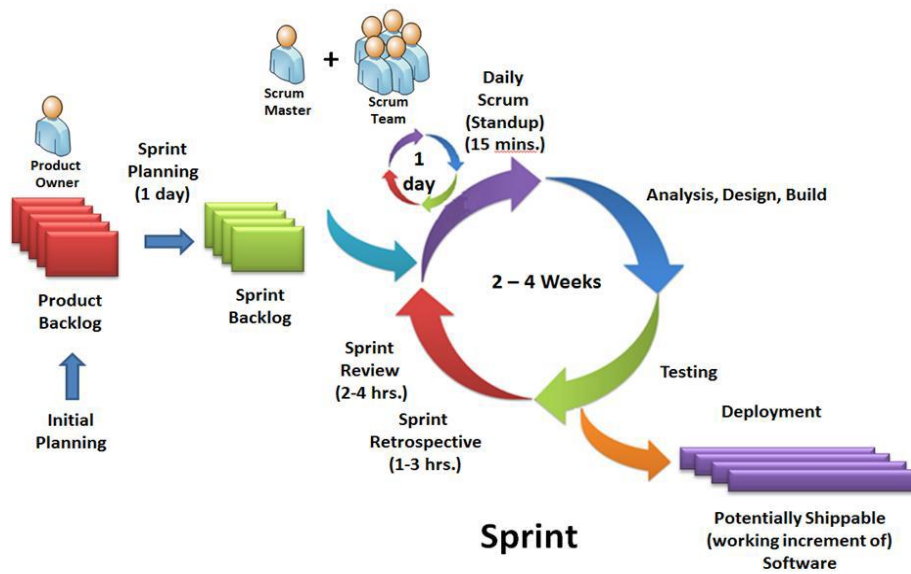 Scrum
Master
+
Scrum
Team
Product
Owner
Sprint
Planning
(1 day)
Daily
Scrum
(Standup)
(15 mins.)
1
day
Analysis, Design, Build
2 – 4 Weeks
Product
Backlog
Sprint
Backlog
Initial
Planning
Sprint
Review
(2-4 hrs.)
Sprint
Retrospective
(1-3 hrs.)
Testing
Deployment
Sprint
Potentially Shippable
(working increment of)
Software